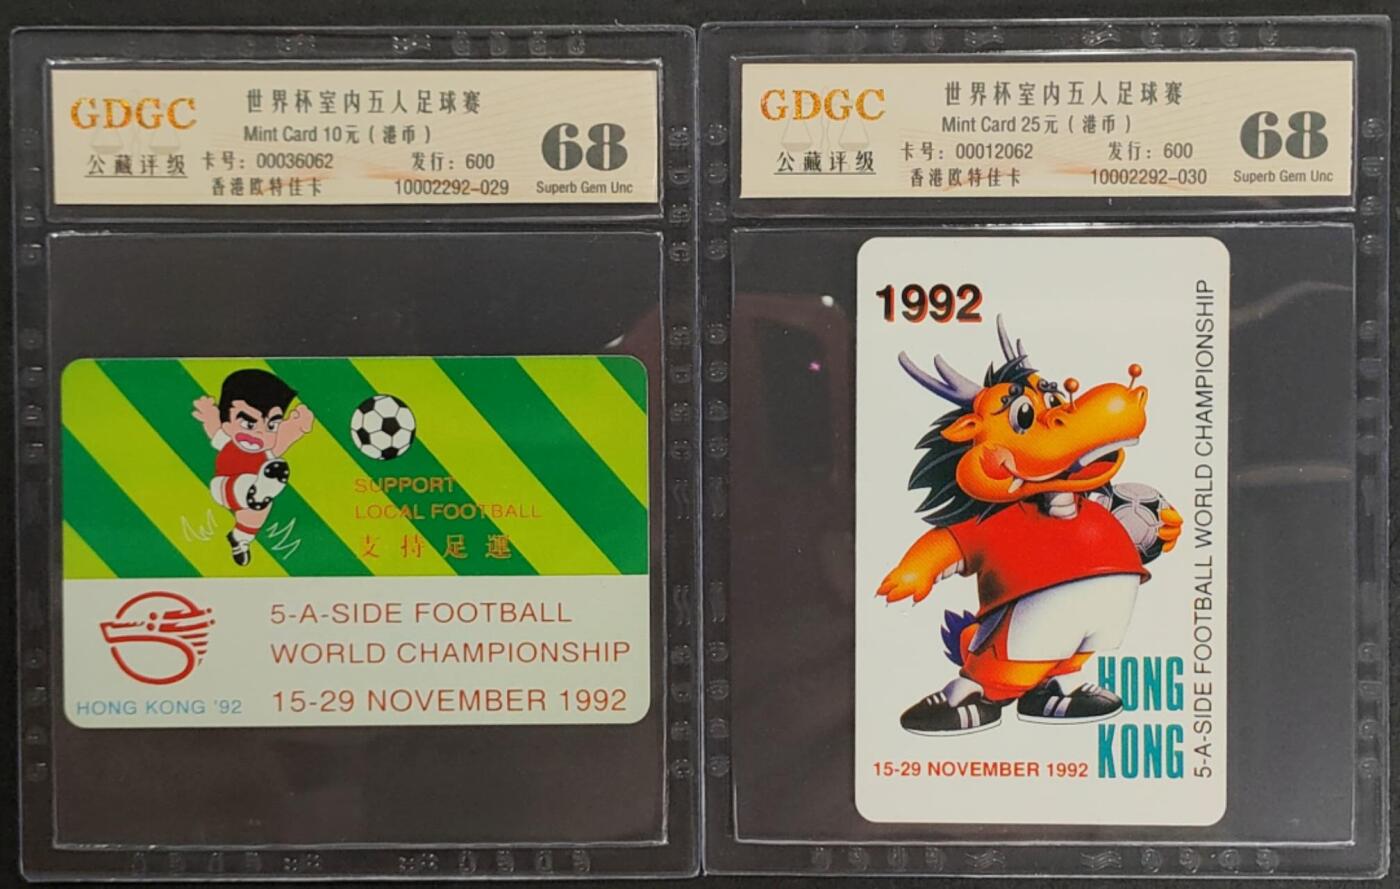 GDGC
公藏评级
世界杯室内五人足球赛
Mint Card 10元（港币）
卡号：00036062 发行：600
香港欧特佳卡 10002292-029
68
Superb Gem Unc
SUPPORT
LOCAL FOOTBALL
支持足運
HONG KONG '92
5-A-SIDE FOOTBALL
WORLD CHAMPIONSHIP
15-29 NOVEMBER 1992
GDGC
公藏评级
世界杯室内五人足球赛
Mint Card 25元（港币）
卡号：00012062 发行：600
香港欧特佳卡 10002292-030
68
Superb Gem Unc
1992
15-29 NOVEMBER 1992
HONG
KONG
5-A-SIDE FOOTBALL WORLD CHAMPIONSHIP